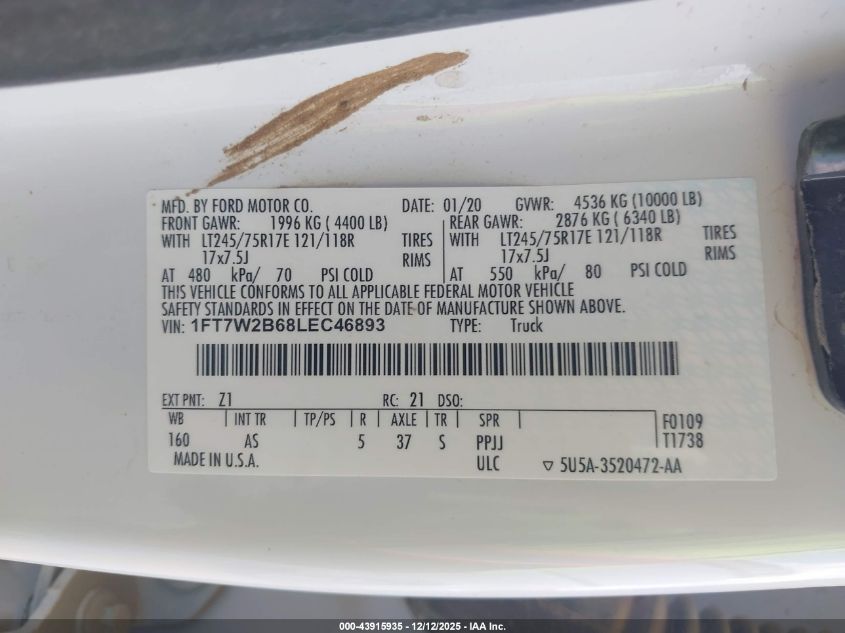 MFD. BY FORD MOTOR CO. DATE: 01/20 GVWR: 4536 KG (10000 LB)
FRONT GAWR: 1996 KG ( 4400 LB) REAR GAWR: 2876 KG ( 6340 LB)
WITH LT245/75R17E 121/118R TIRES WITH LT245/75R17E 121/118R TIRES
17x7.5J RIMS 17x7.5J RIMS
AT 480 kPa/ 70 PSI COLD AT 550 kPa/ 80 PSI COLD
THIS VEHICLE CONFORMS TO ALL APPLICABLE FEDERAL MOTOR VEHICLE
SAFETY STANDARDS IN EFFECT ON THE DATE OF MANUFACTURE SHOWN ABOVE.
VIN: 1FT7W2B68LEC46893 TYPE: Truck
EXT PNT: Z1 RC: 21 DSO:
WB INT TR TP/PS R AXLE TR SPR F0109
160 AS 5 37 S PPJJ T1738
MADE IN U.S.A. ULC ▽ 5U5A-3520472-AA
000-43915935 - 12/12/2025 - IAA Inc.